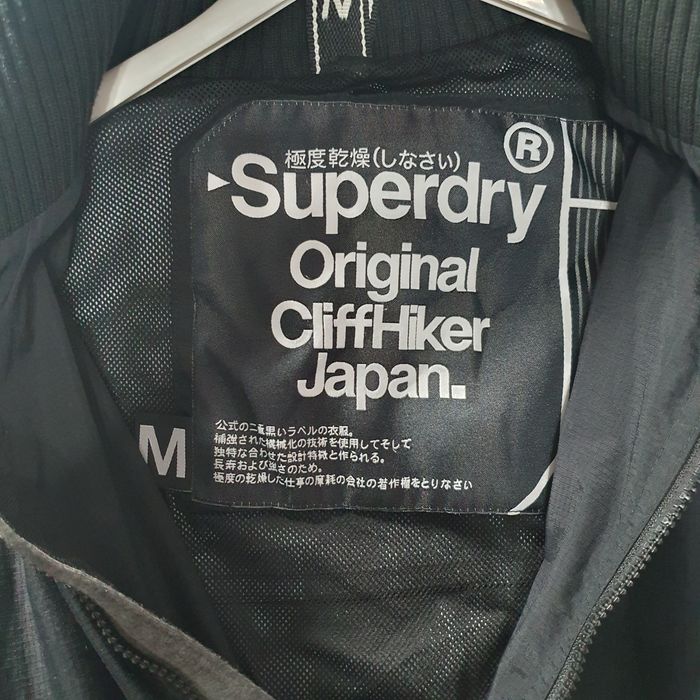 極度乾燥(しなさい)
Superdry®
Original
CliffHiker
Japan.
M
公式の二重黒いラベルの衣服。
補強された機械化の技術を使用してそして
独特な合わせた設計特徴と作られる。
長寿および強さのため。
極度の乾燥した仕事の摩耗の会社の著作権をとりなさい